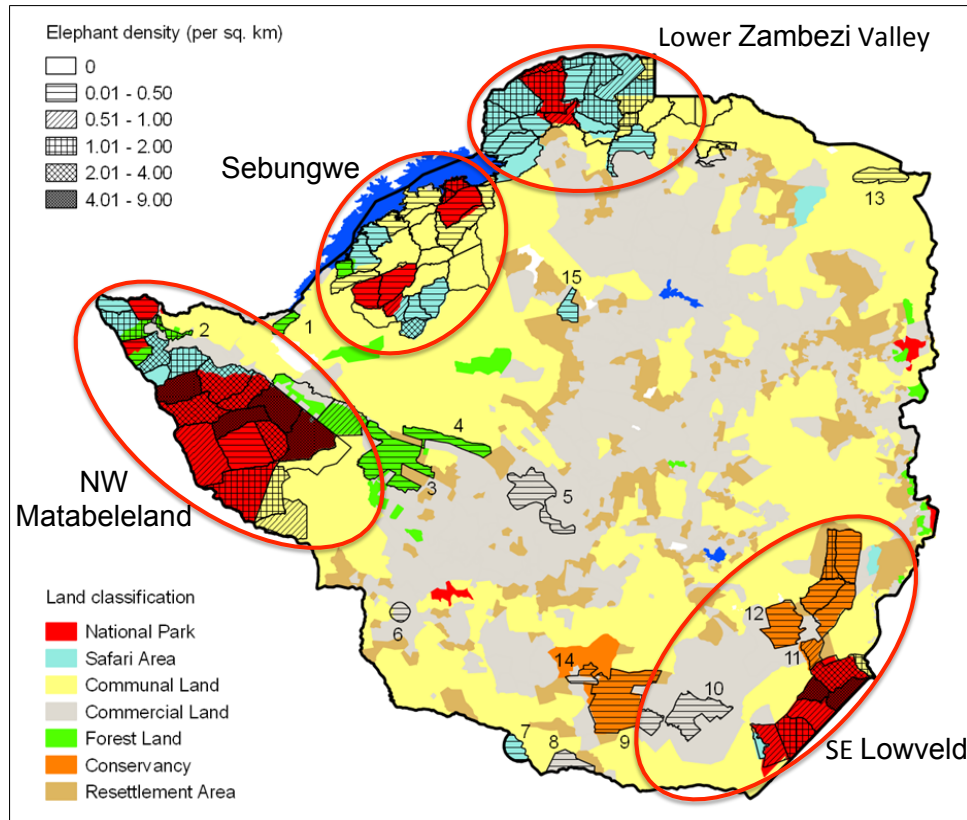 Elephant density (per sq. km)
0
0.01 - 0.50
0.51 - 1.00
1.01 - 2.00
2.01 - 4.00
4.01 - 9.00
Lower Zambezi Valley
Sebungwe
13
15
1
2
4
3
5
NW
Matabeleland
6
12
11
14
10
9
7
8
SE Lowveld
Land classification
National Park
Safari Area
Communal Land
Commercial Land
Forest Land
Conservancy
Resettlement Area